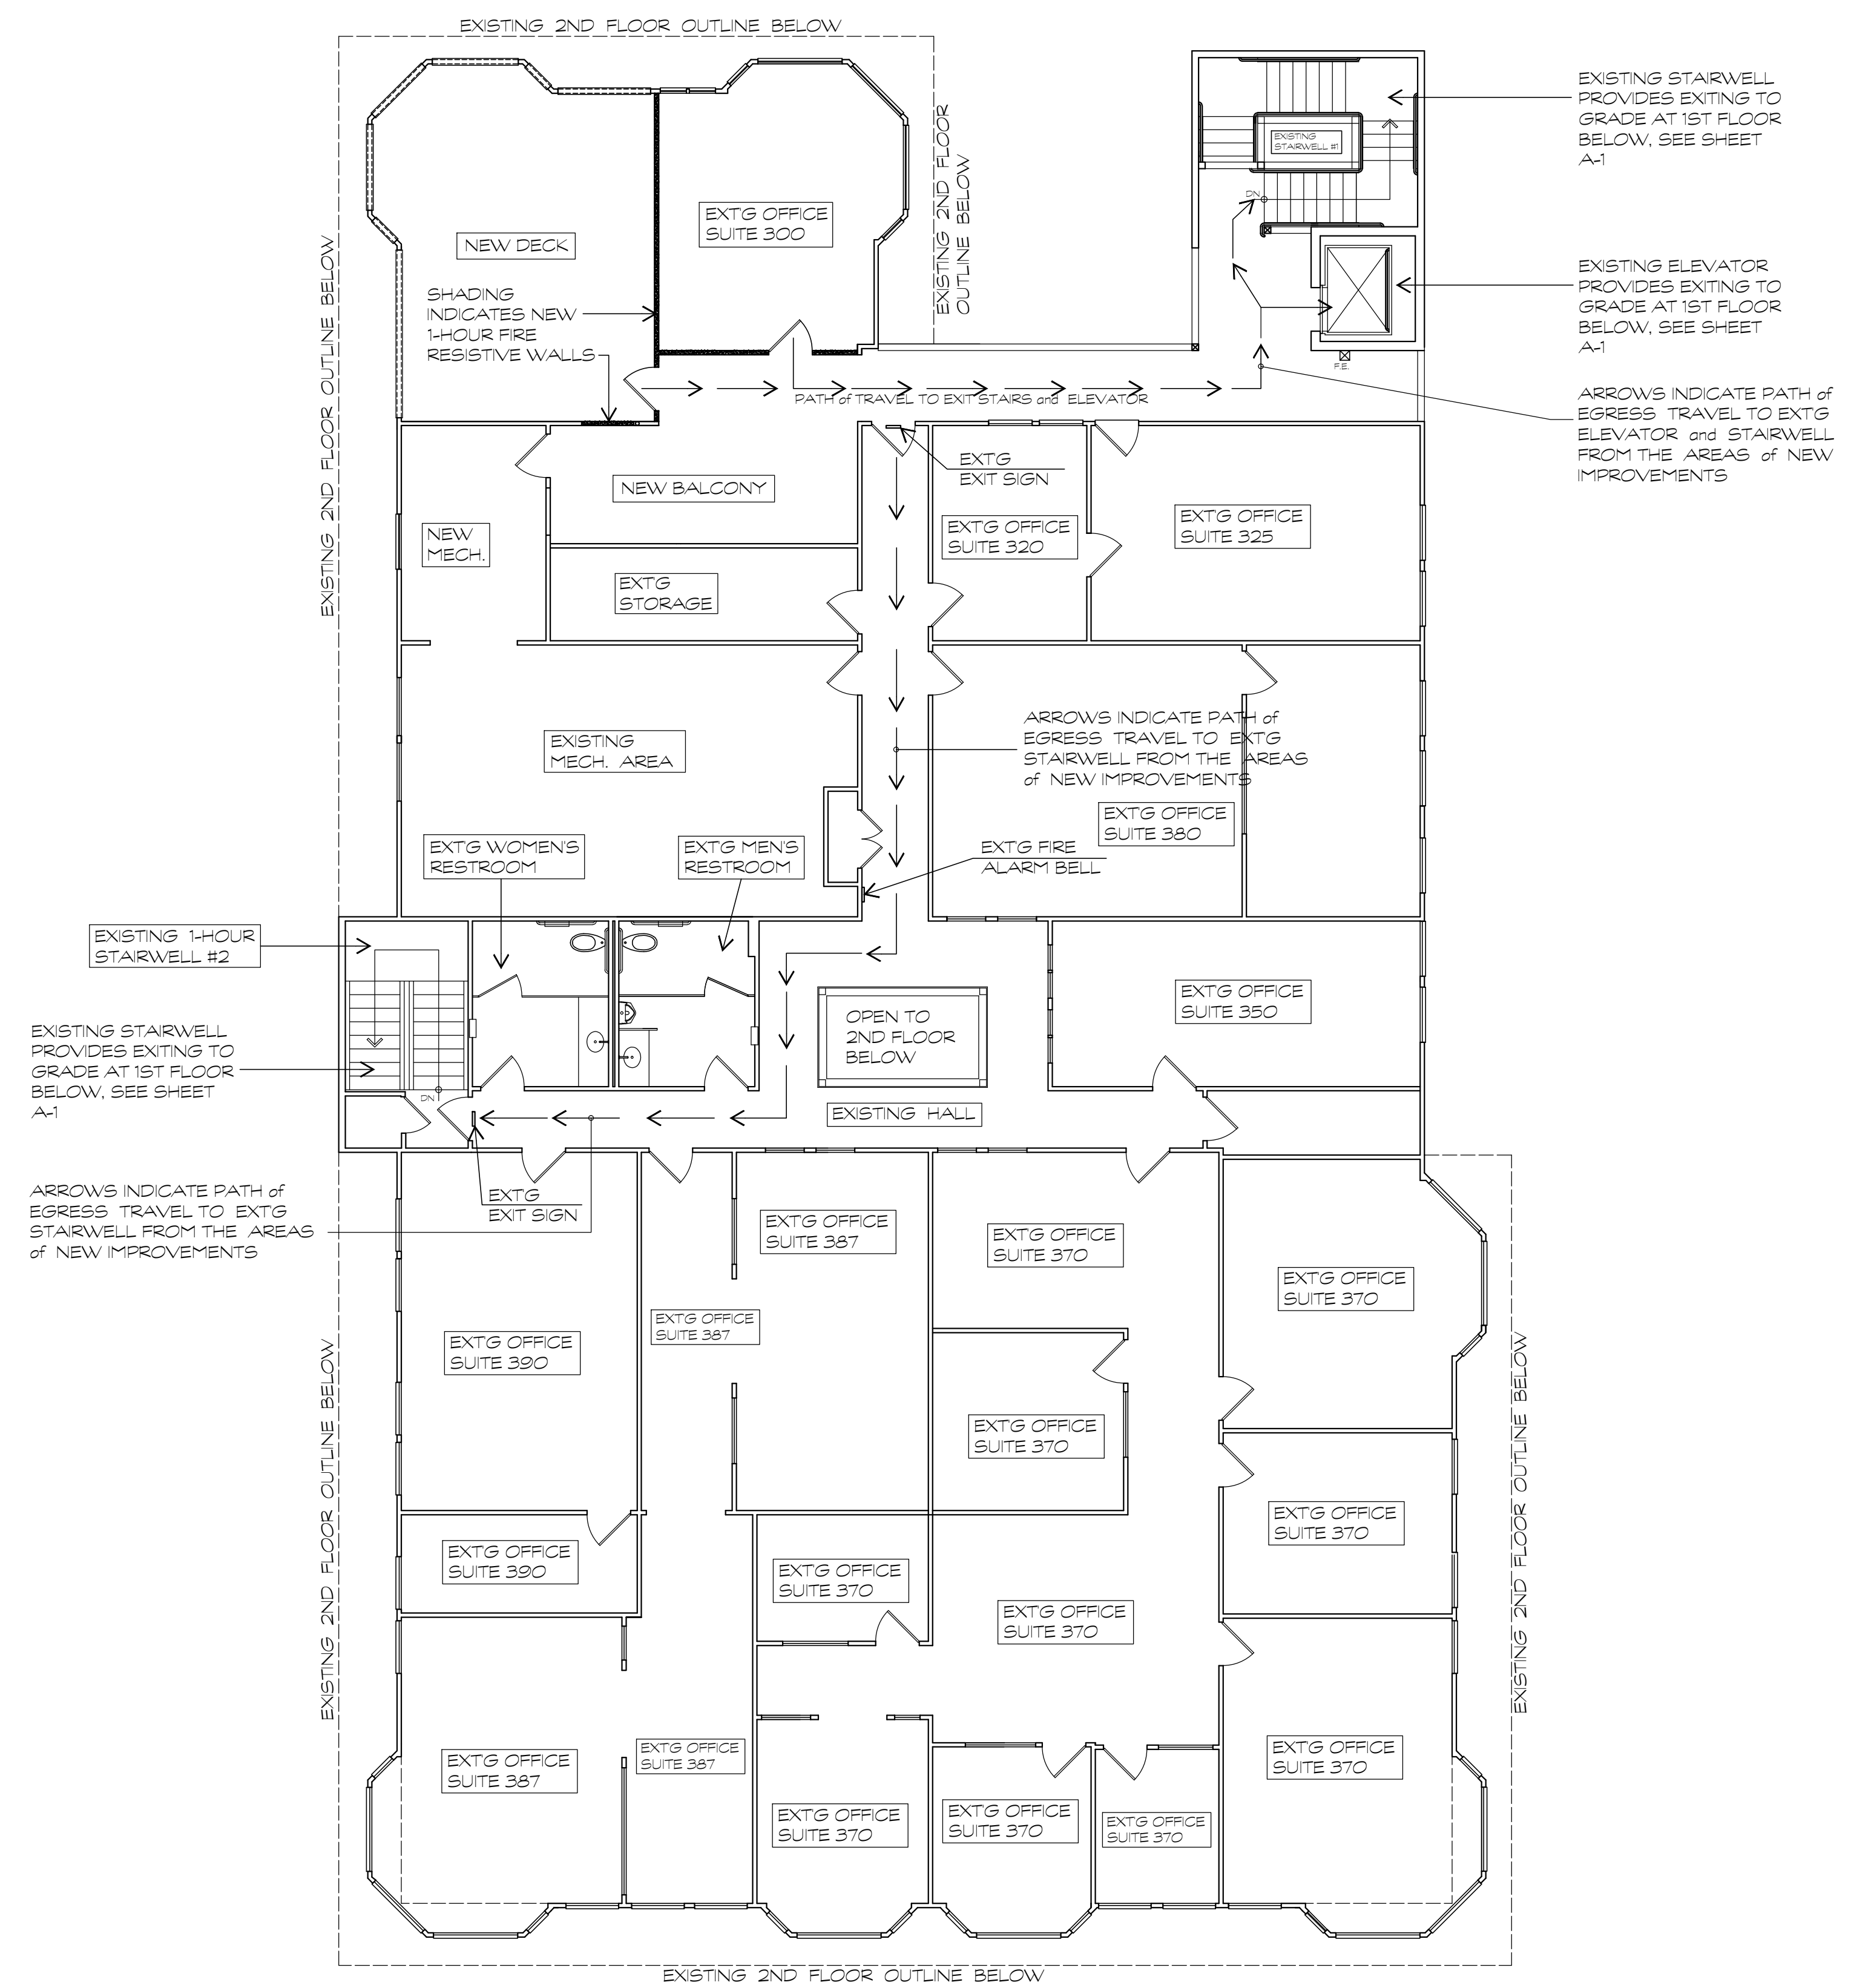 EXISTING 2ND FLOOR OUTLINE BELOW
EXISTING STAIRWELL
PROVIDES EXITING TO
GRADE AT 1ST FLOOR
BELOW, SEE SHEET
A-1
EXISTING
STAIRWELL #1
DN
EXISTING 2ND FLOOR
OUTLINE BELOW
EXTG OFFICE
SUITE 300
NEW DECK
EXISTING 2ND FLOOR OUTLINE BELOW
SHADING
INDICATES NEW
1-HOUR FIRE
RESISTIVE WALLS
EXISTING ELEVATOR
PROVIDES EXITING TO
GRADE AT 1ST FLOOR
BELOW, SEE SHEET
A-1
F.E.
PATH of TRAVEL TO EXIT STAIRS and ELEVATOR
ARROWS INDICATE PATH of
EGRESS TRAVEL TO EXTG
ELEVATOR and STAIRWELL
FROM THE AREAS of NEW
IMPROVEMENTS
EXTG
EXIT SIGN
NEW BALCONY
NEW
MECH.
EXTG OFFICE
SUITE 320
EXTG OFFICE
SUITE 325
EXTG
STORAGE
EXISTING
MECH. AREA
ARROWS INDICATE PATH of
EGRESS TRAVEL TO EXTG
STAIRWELL FROM THE AREAS
of NEW IMPROVEMENTS
EXTG OFFICE
SUITE 380
EXTG WOMEN'S
RESTROOM
EXTG MEN'S
RESTROOM
EXTG FIRE
ALARM BELL
EXISTING 1-HOUR
STAIRWELL #2
EXTG OFFICE
SUITE 350
OPEN TO
2ND FLOOR
BELOW
EXISTING STAIRWELL
PROVIDES EXITING TO
GRADE AT 1ST FLOOR
BELOW, SEE SHEET
A-1
DN
EXISTING HALL
ARROWS INDICATE PATH of
EGRESS TRAVEL TO EXTG
STAIRWELL FROM THE AREAS
of NEW IMPROVEMENTS
EXTG
EXIT SIGN
EXTG OFFICE
SUITE 387
EXTG OFFICE
SUITE 370
EXTG OFFICE
SUITE 370
EXTG OFFICE
SUITE 387
EXTG OFFICE
SUITE 390
EXTG OFFICE
SUITE 370
EXISTING 2ND FLOOR OUTLINE BELOW
EXISTING 2ND FLOOR OUTLINE BELOW
EXTG OFFICE
SUITE 370
EXTG OFFICE
SUITE 390
EXTG OFFICE
SUITE 370
EXTG OFFICE
SUITE 370
EXTG OFFICE
SUITE 387
EXTG OFFICE
SUITE 387
EXTG OFFICE
SUITE 370
EXTG OFFICE
SUITE 370
EXTG OFFICE
SUITE 370
EXTG OFFICE
SUITE 370
EXISTING 2ND FLOOR OUTLINE BELOW